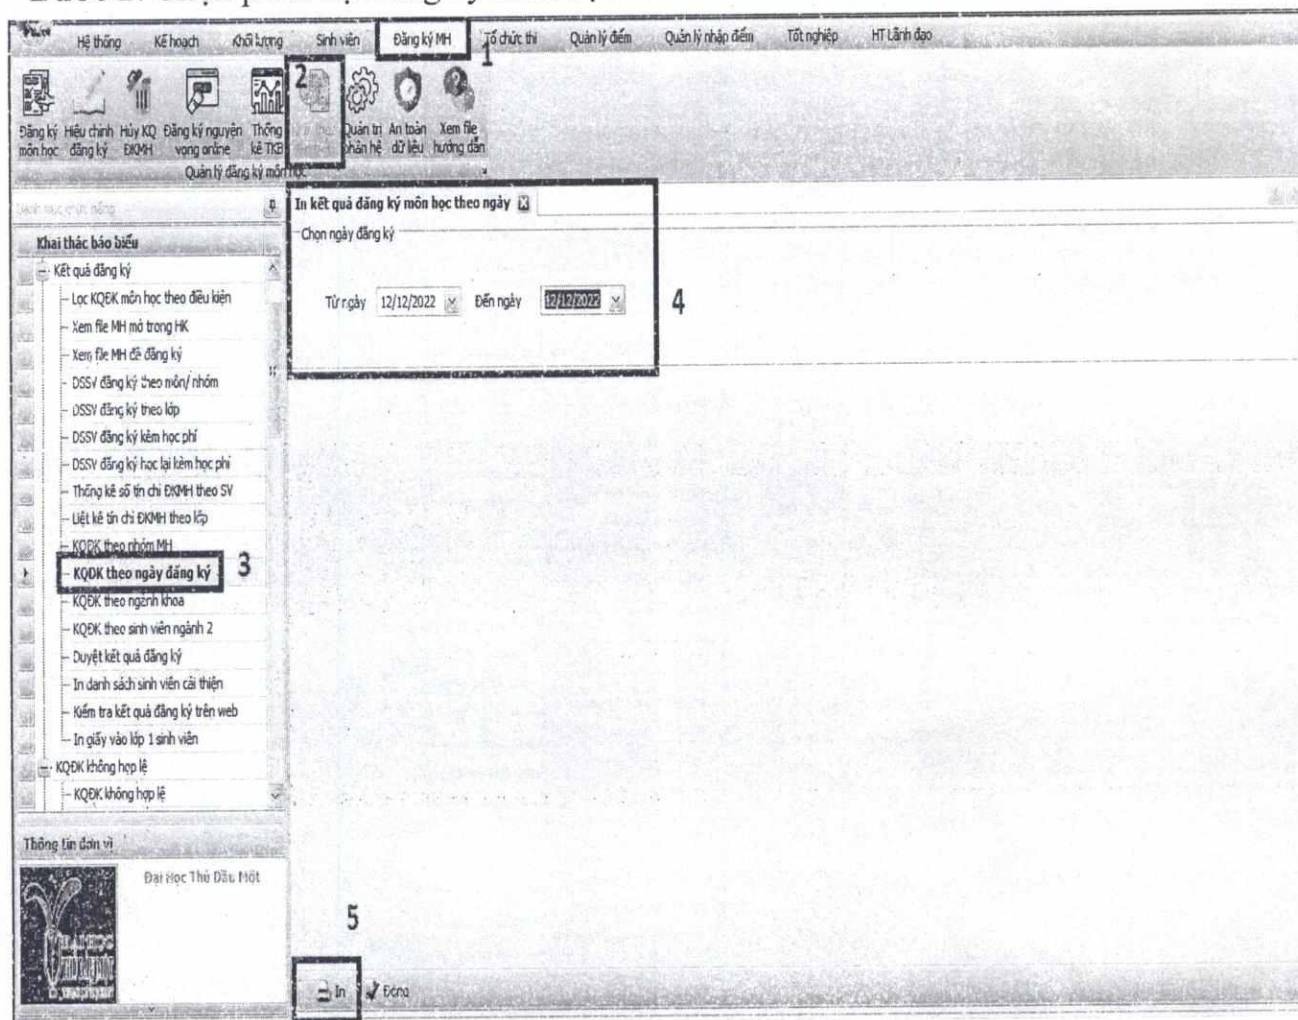 Hệ thống Kế hoạch Khối lượng Sinh viên Đăng ký MH Tổ chức thi Quản lý điểm Quản lý nhập điểm Tốt nghiệp HT Lãnh đạo
1
2
Đăng ký Hiệu chỉnh Hủy KQ Đăng ký nguyện Thống Quản trị An toàn Xem file
môn học đăng ký ĐKMH vọng online kê TKB phân hệ dữ liệu hướng dẫn
Quản lý đăng ký môn học
In kết quả đăng ký môn học theo ngày
Chọn ngày đăng ký
Từ ngày 12/12/2022 Đến ngày 12/12/2022
4
Khai thác báo biểu
Kết quả đăng ký
Lọc KQĐK môn học theo điều kiện
Xem file MH mở trong HK
Xem file MH đã đăng ký
DSSV đăng ký theo môn/ nhóm
DSSV đăng ký theo lớp
DSSV đăng ký kèm học phí
DSSV đăng ký học lại kèm học phí
Thống kê số tín chỉ ĐKMH theo SV
Liệt kê tín chỉ ĐKMH theo lớp
KQĐK theo nhóm MH
KQĐK theo ngày đăng ký 3
KQĐK theo ngành khoa
KQĐK theo sinh viên ngành 2
Duyệt kết quả đăng ký
In danh sách sinh viên cải thiện
Kiểm tra kết quả đăng ký trên web
In giấy vào lớp 1 sinh viên
KQĐK không hợp lệ
KQĐK không hợp lệ
Thông tin đơn vị
Đại Học Thủ Dầu Một
5
In Đóng